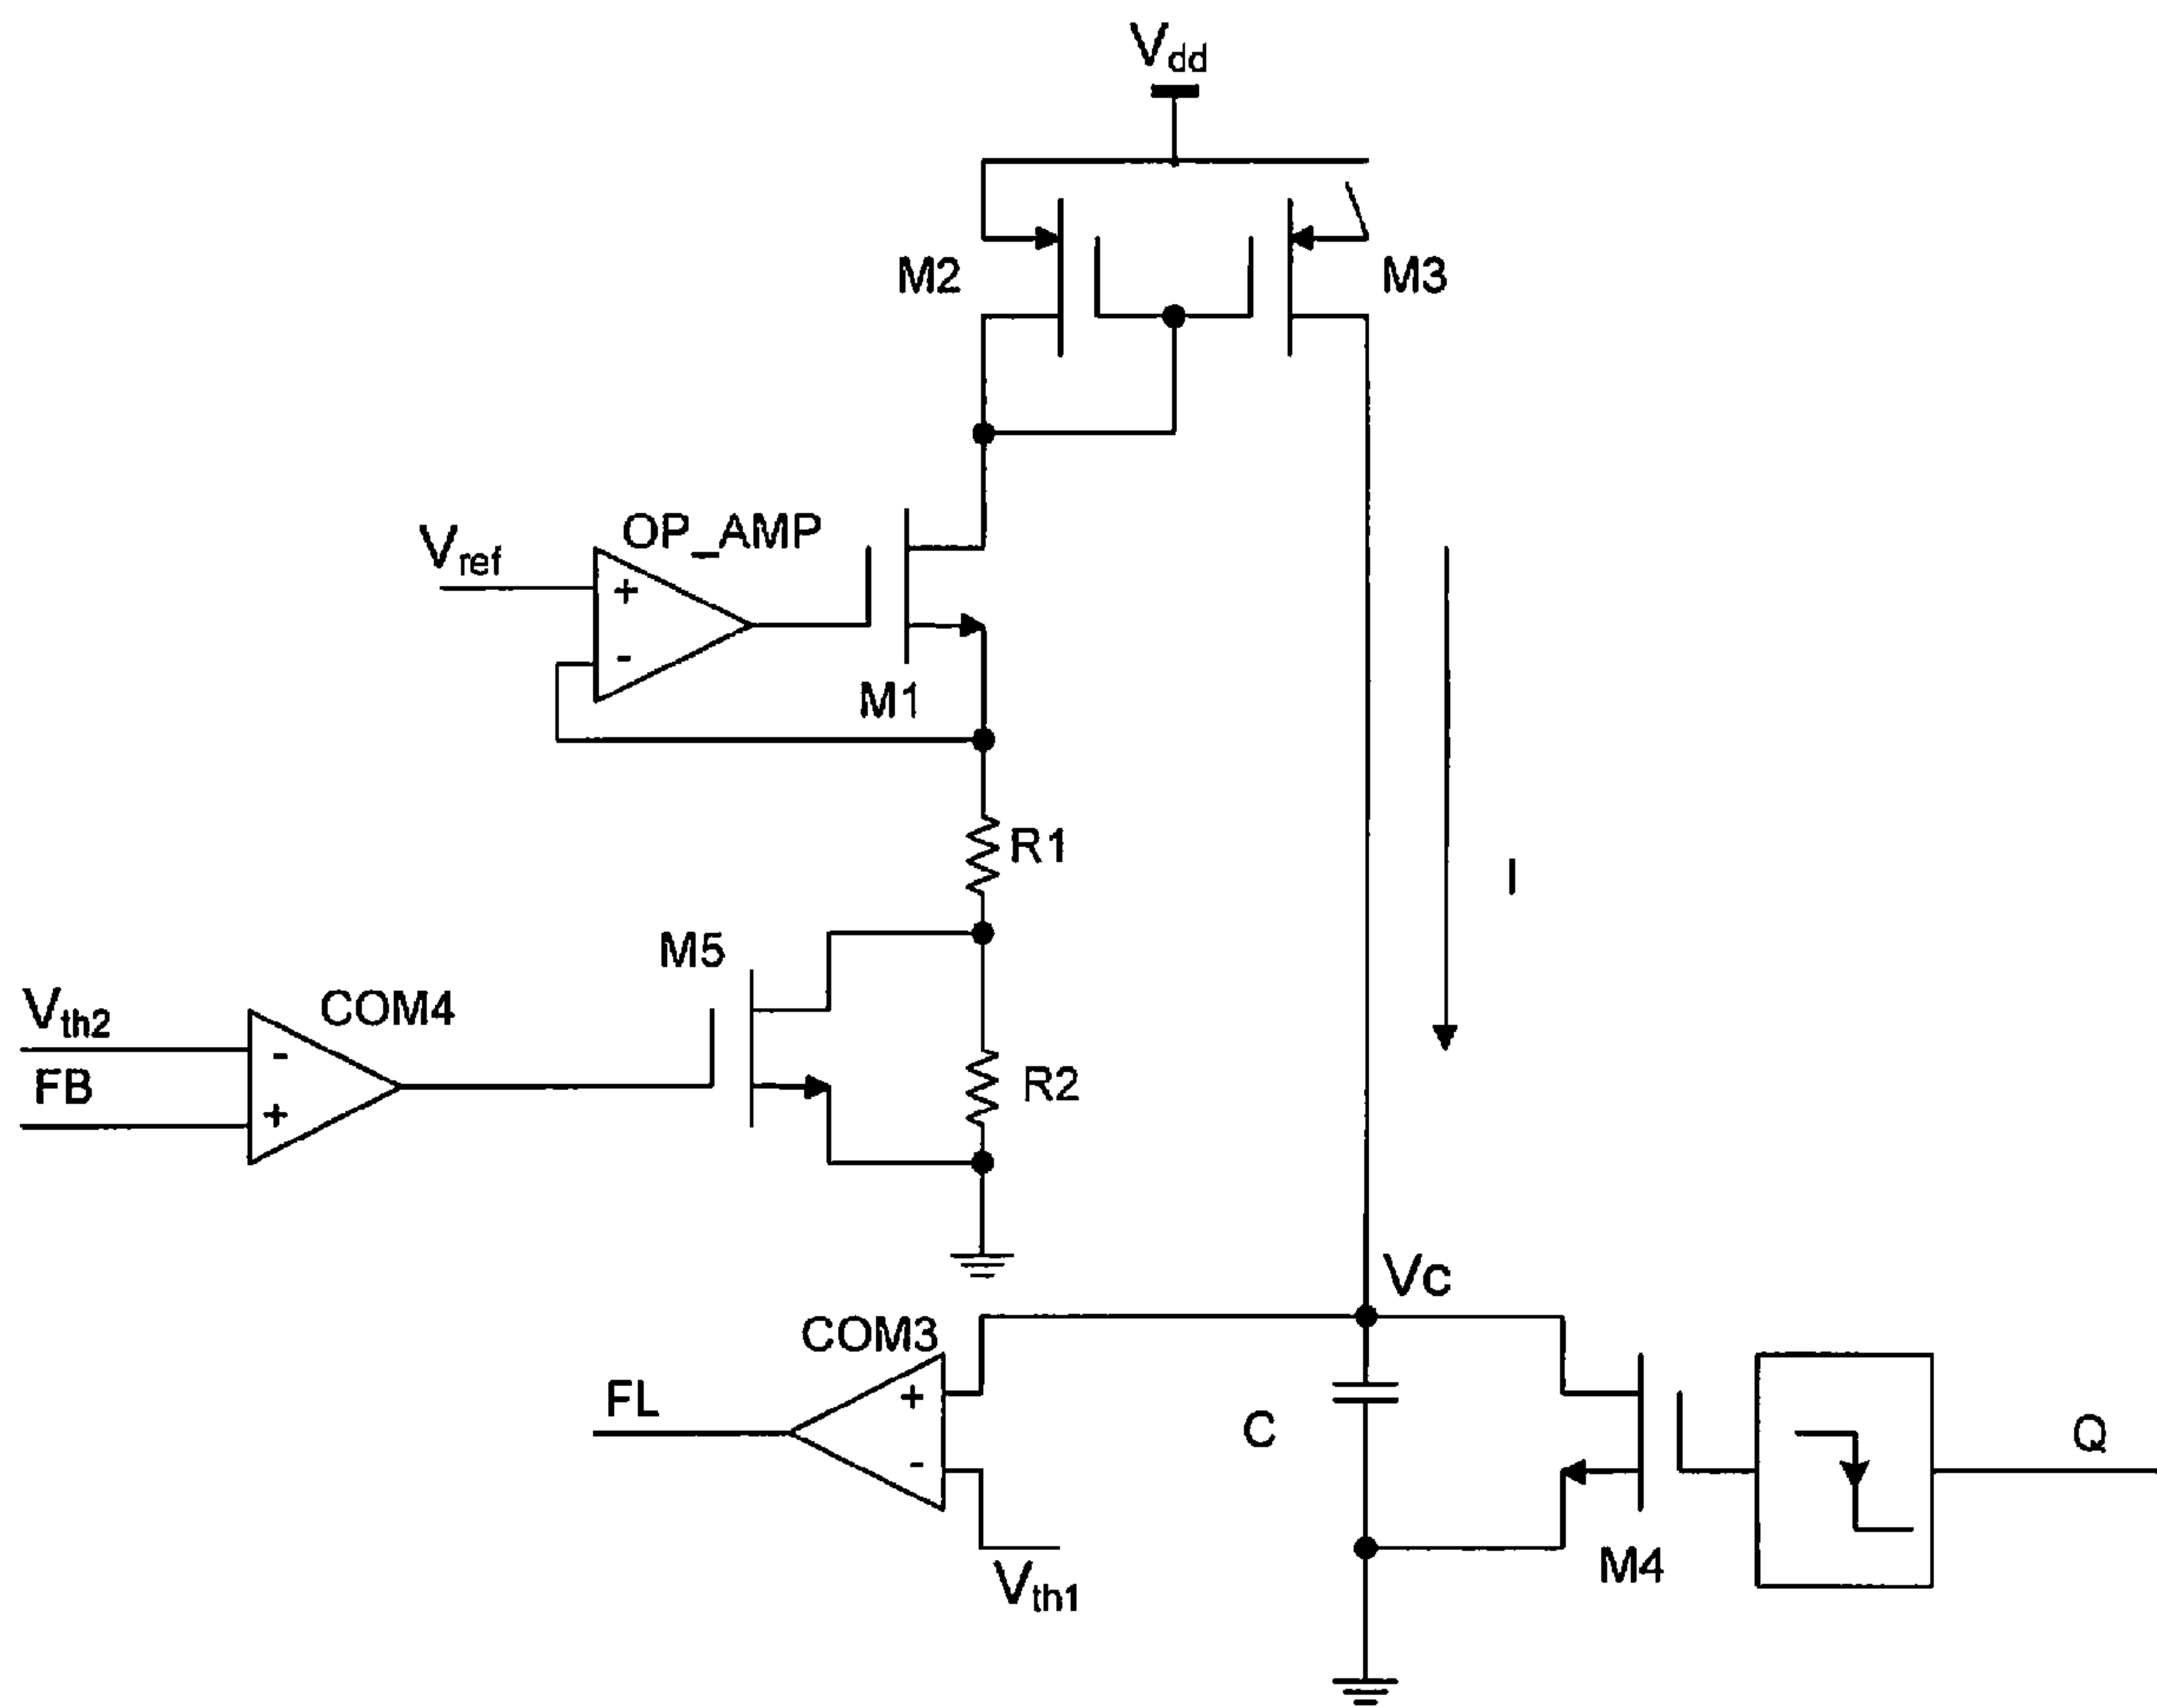 Vdd
M2
M3
OP_AMP
Vref
+
-
M1
R1
I
M5
Vth2
COM4
-
FB
+
R2
Vc
COM3
FL
+
-
C
Q
Vth1
M4